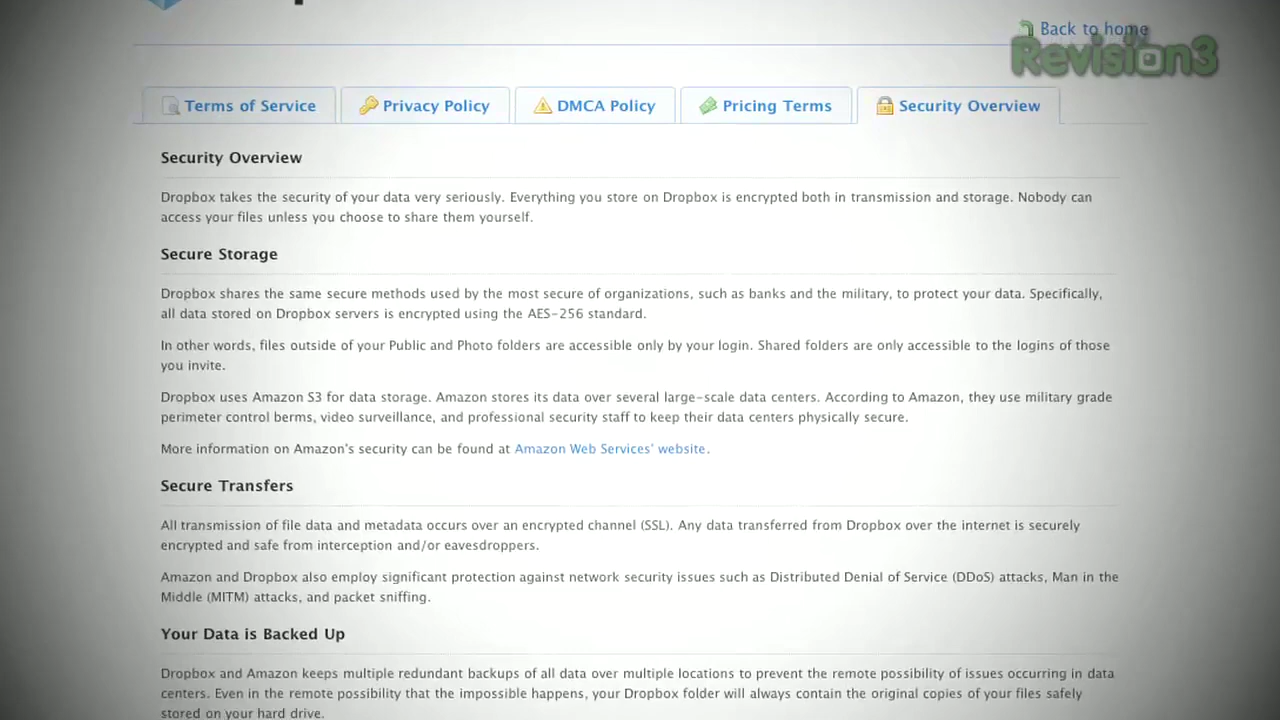 Back to home
Revision3
Terms of Service
Privacy Policy
DMCA Policy
Pricing Terms
Security Overview
Security Overview
Dropbox takes the security of your data very seriously. Everything you store on Dropbox is encrypted both in transmission and storage. Nobody can
access your files unless you choose to share them yourself.
Secure Storage
Dropbox shares the same secure methods used by the most secure of organizations, such as banks and the military, to protect your data. Specifically,
all data stored on Dropbox servers is encrypted using the AES-256 standard.
In other words, files outside of your Public and Photo folders are accessible only by your login. Shared folders are only accessible to the logins of those
you invite.
Dropbox uses Amazon S3 for data storage. Amazon stores its data over several large-scale data centers. According to Amazon, they use military grade
perimeter control berms, video surveillance, and professional security staff to keep their data centers physically secure.
More information on Amazon's security can be found at Amazon Web Services' website.
Secure Transfers
All transmission of file data and metadata occurs over an encrypted channel (SSL). Any data transferred from Dropbox over the internet is securely
encrypted and safe from interception and/or eavesdroppers.
Amazon and Dropbox also employ significant protection against network security issues such as Distributed Denial of Service (DDoS) attacks, Man in the
Middle (MITM) attacks, and packet sniffing.
Your Data is Backed Up
Dropbox and Amazon keeps multiple redundant backups of all data over multiple locations to prevent the remote possibility of issues occurring in data
centers. Even in the remote possibility that the impossible happens, your Dropbox folder will always contain the original copies of your files safely
stored on your hard drive.